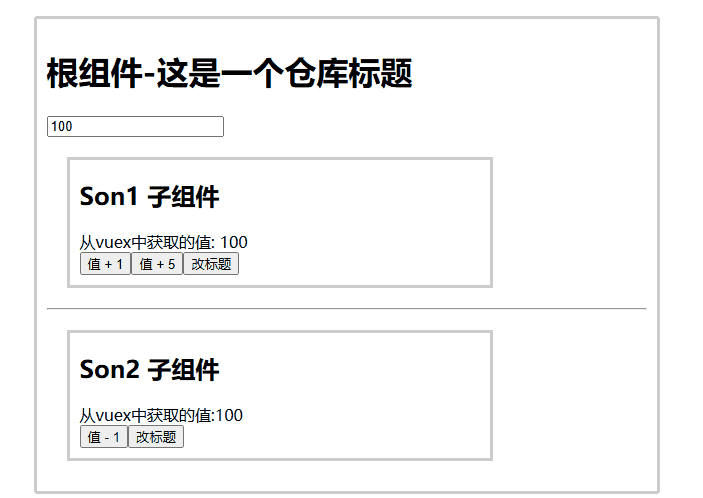 根组件-这是一个仓库标题
100
Son1 子组件
从vuex中获取的值: 100
值 + 1 值 + 5 改标题
Son2 子组件
从vuex中获取的值:100
值 - 1 改标题